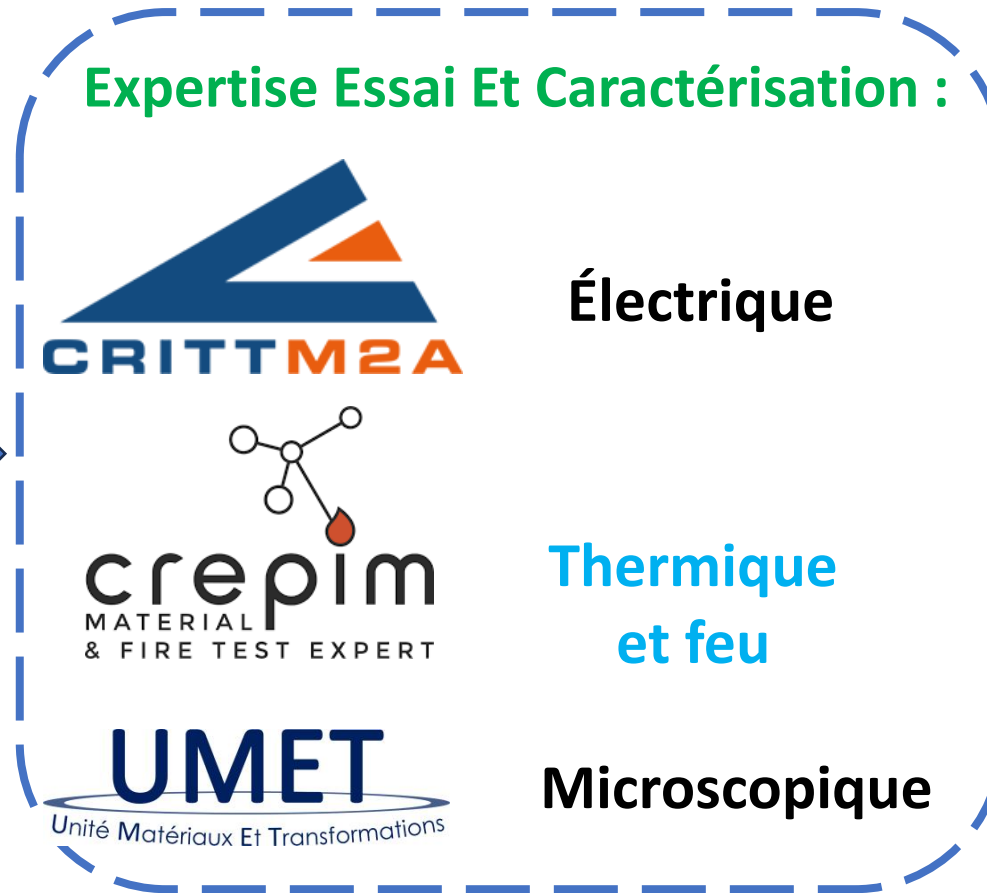 Expertise Essai Et Caractérisation :
CRITTM2A
Électrique
crepim
MATERIAL
& FIRE TEST EXPERT
Thermique
et feu
UMET
Unité Matériaux Et Transformations
Microscopique